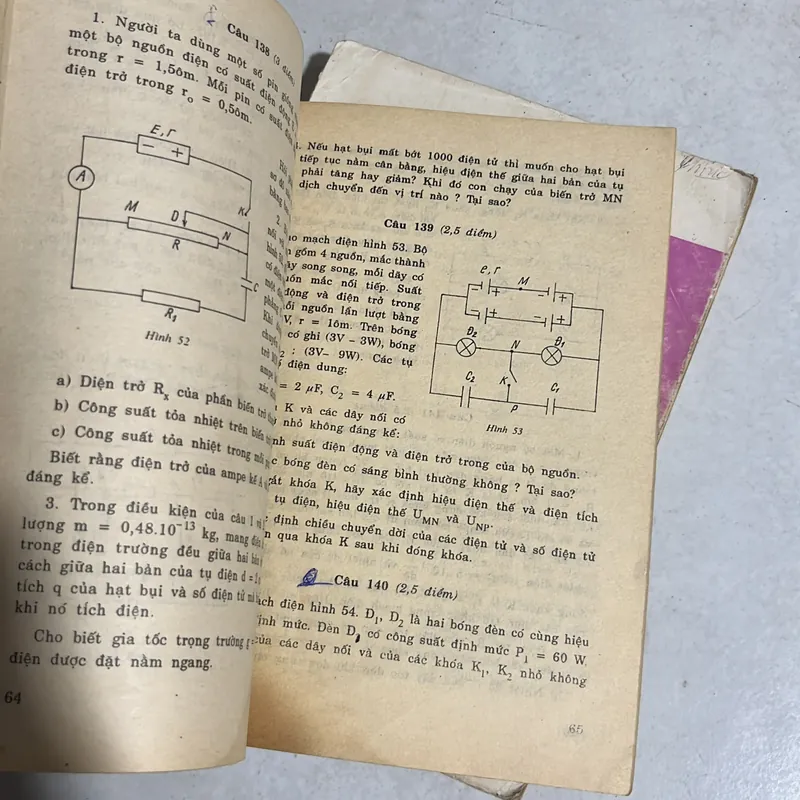 Câu 138 (3 điểm)
1. Người ta dùng một số pin giống
một bộ nguồn điện có suất điện động
trong r = 1,5ôm. Mỗi pin có suất điện
điện trở trong r₀ = 0,5ôm.
E,r
- +
A
K
M
D
N
R
C
R₁
Hình 52
a) Điện trở Rₓ của phần biến trở
b) Công suất tỏa nhiệt trên biến trở
c) Công suất tỏa nhiệt trong mỗi
Biết rằng điện trở của ampe kế
đáng kể.
3. Trong điều kiện của câu 1
lượng m = 0,48.10⁻¹³ kg, mang điện
trong điện trường đều giữa hai bản
cách giữa hai bản của tụ điện d =
tích q của hạt bụi và số điện tử
khi nó tích điện.
Cho biết gia tốc trọng trường
điện được đặt nằm ngang.
64
Nếu hạt bụi mất bớt 1000 điện tử thì muốn cho hạt bụi
tiếp tục nằm cân bằng, hiệu điện thế giữa hai bản của tụ
phải tăng hay giảm? Khi đó con chạy của biến trở MN
dịch chuyển đến vị trí nào ? Tại sao?
Câu 139 (2,5 điểm)
mạch điện hình 53. Bộ
gồm 4 nguồn, mắc thành
song song, mỗi dây có
mắc nối tiếp. Suất
động và điện trở trong
nguồn lần lượt bằng
V, r = 1ôm. Trên bóng
có ghi (3V - 3W), bóng
: (3V- 9W). Các tụ
điện dung:
= 2 μF, C₂ = 4 μF.
K và các dây nối có
nhỏ không đáng kể:
e,r
M
- + - +
- + - +
Đ₂
N
Đ₁
K
C₂
C₁
P
Hình 53
suất điện động và điện trở trong của bộ nguồn.
bóng đèn có sáng bình thường không ? Tại sao?
khóa K, hãy xác định hiệu điện thế và điện tích
tụ điện, hiệu điện thế U_MN và U_NP.
định chiều chuyển dời của các điện tử và số điện tử
qua khóa K sau khi đóng khóa.
Câu 140 (2,5 điểm)
mạch điện hình 54. Đ₁, Đ₂ là hai bóng đèn có cùng hiệu
định mức. Đèn Đ₁ có công suất định mức P₁ = 60 W.
của các dây nối và của các khóa K₁, K₂ nhỏ không
65